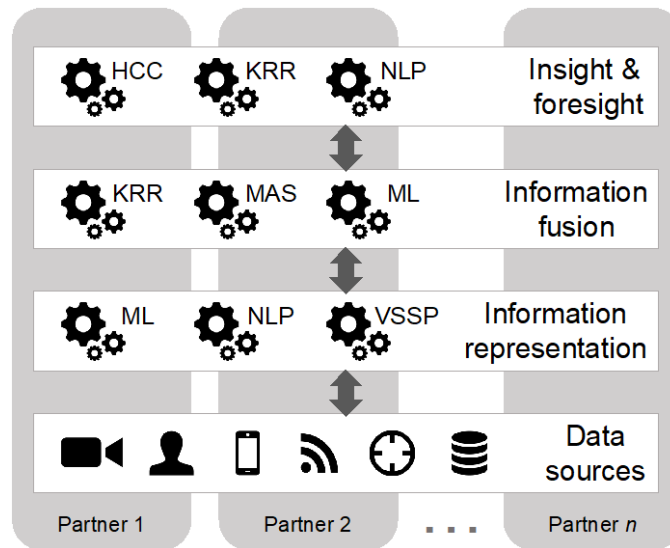 HCC
KRR
NLP
Insight &
foresight
KRR
MAS
ML
Information
fusion
ML
NLP
VSSP
Information
representation
Data
sources
Partner 1
Partner 2
...
Partner n